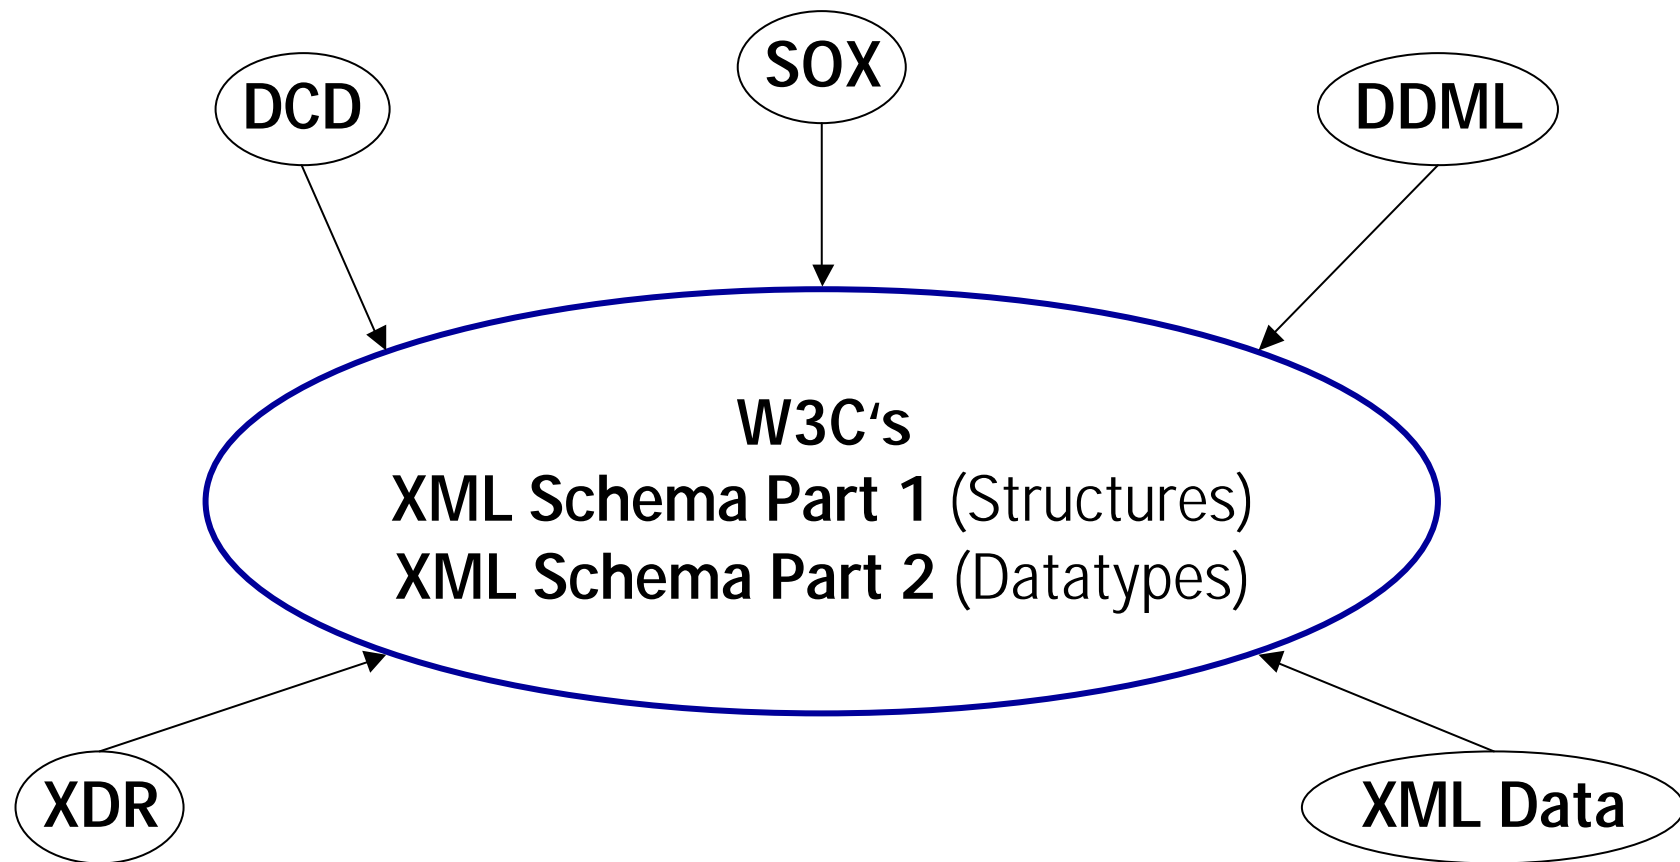 SOX
DCD
DDML
W3C‘s
XML Schema Part 1 (Structures)
XML Schema Part 2 (Datatypes)
XDR
XML Data